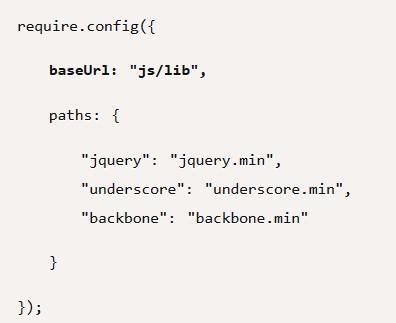 require.config({
baseUrl: "js/lib",
paths: {
"jquery": "jquery.min",
"underscore": "underscore.min",
"backbone": "backbone.min"
}
});